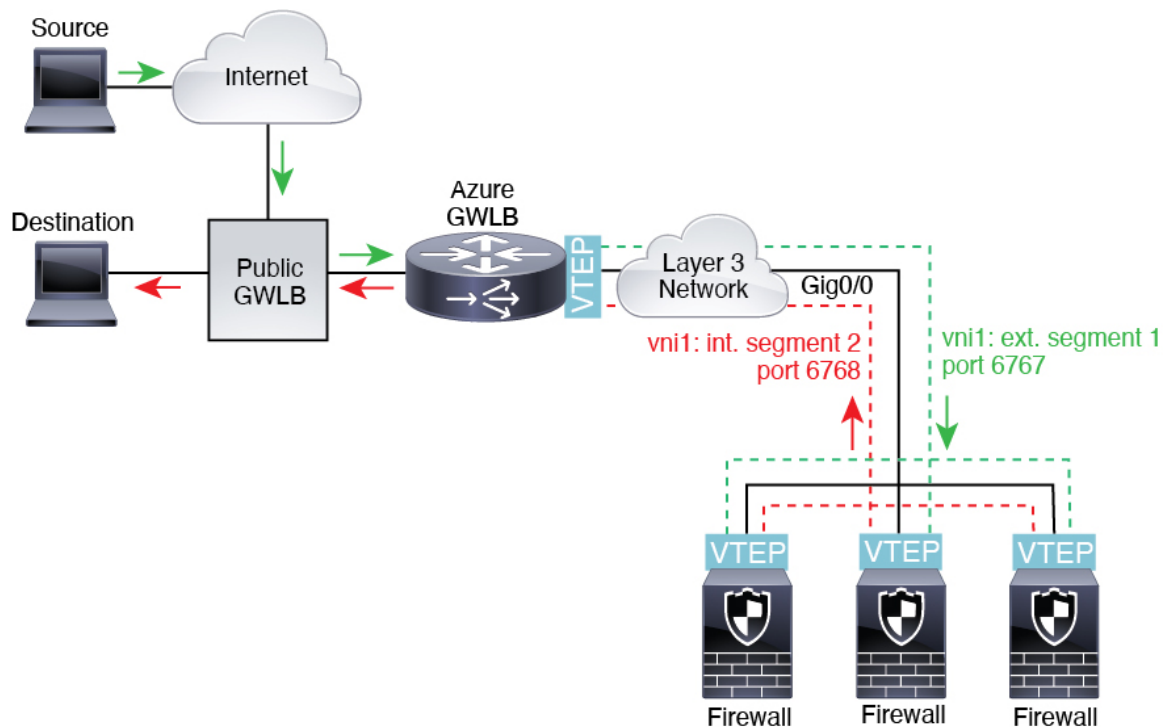 Source
Internet
Destination
Public
GWLB
Azure
GWLB
VTEP
Layer 3
Network
Gig0/0
vni1: int. segment 2
port 6768
vni1: ext. segment 1
port 6767
VTEP
VTEP
VTEP
Firewall
Firewall
Firewall